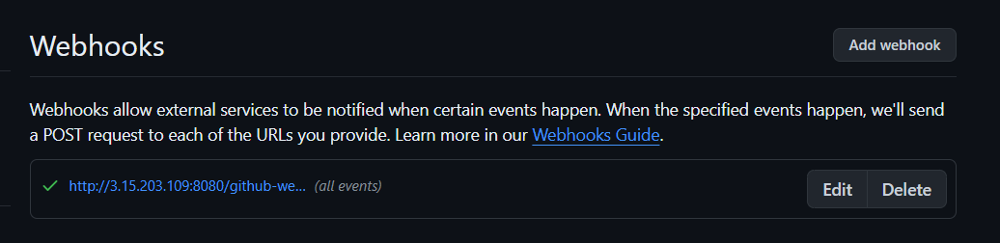 Webhooks
Add webhook
Webhooks allow external services to be notified when certain events happen. When the specified events happen, we'll send
a POST request to each of the URLs you provide. Learn more in our Webhooks Guide.
http://3.15.203.109:8080/github-we... (all events)
Edit
Delete